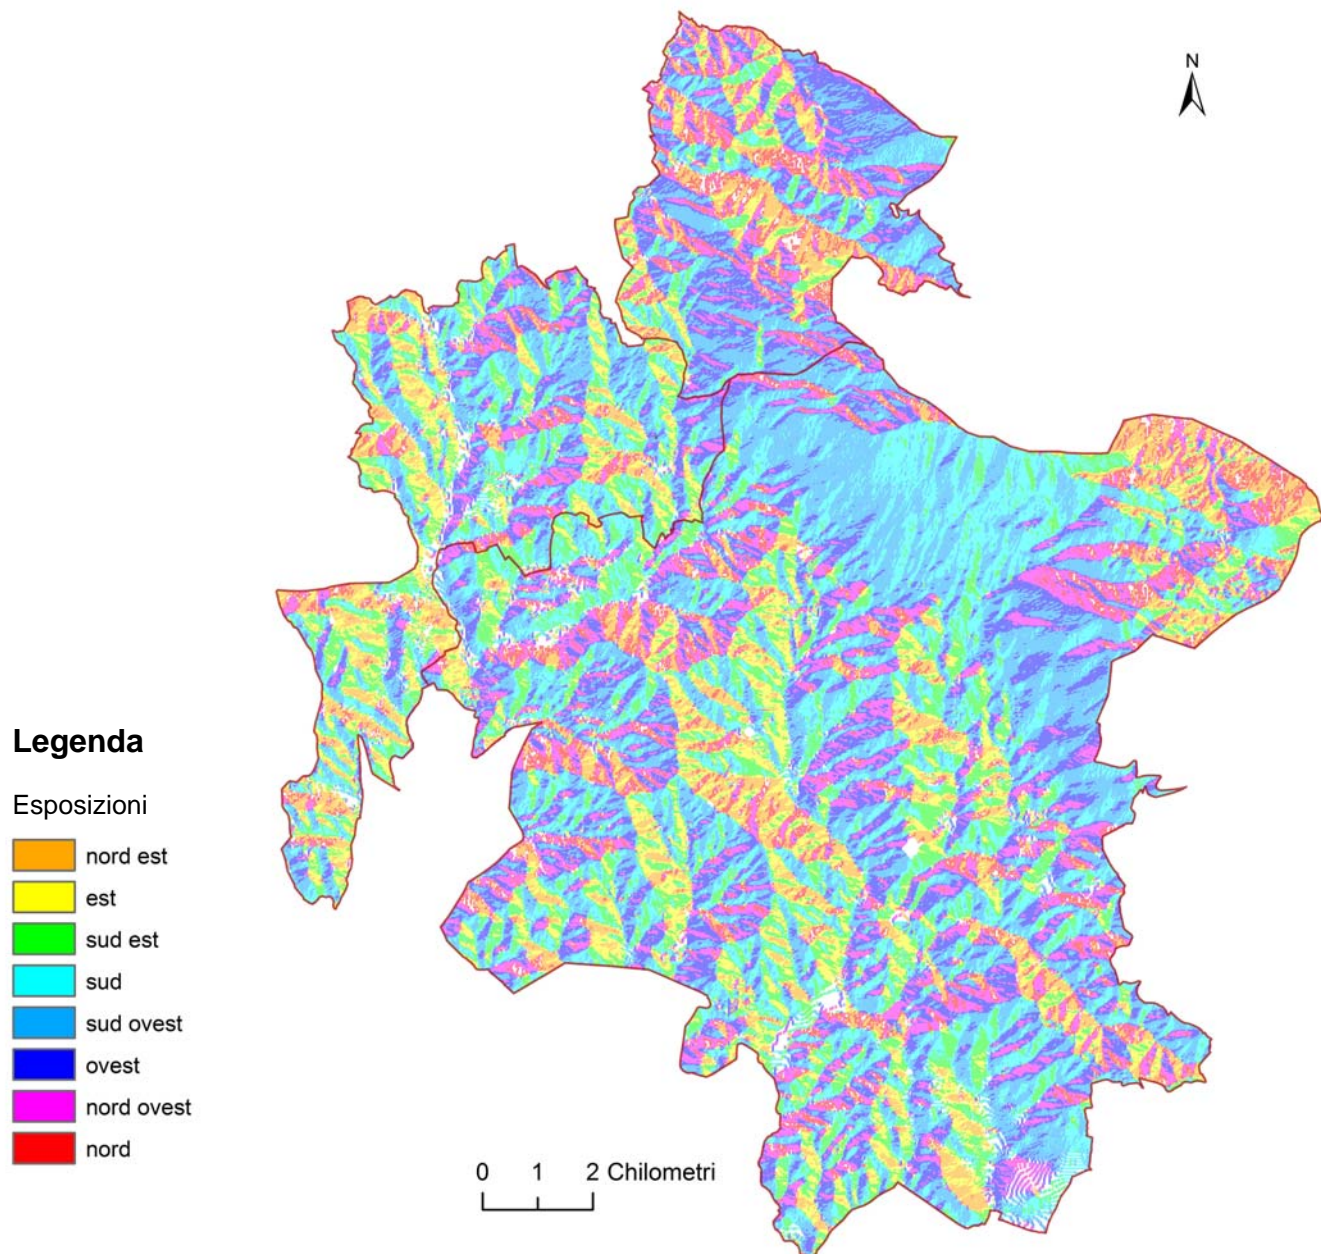 N
Legenda
Esposizioni
nord est
est
sud est
sud
sud ovest
ovest
nord ovest
nord
0 1 2 Chilometri